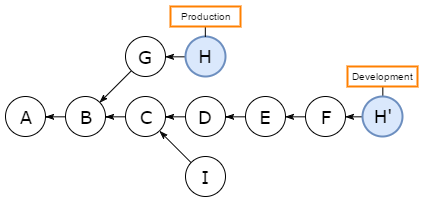 Production
G H
Development
A B C D E F H'
I